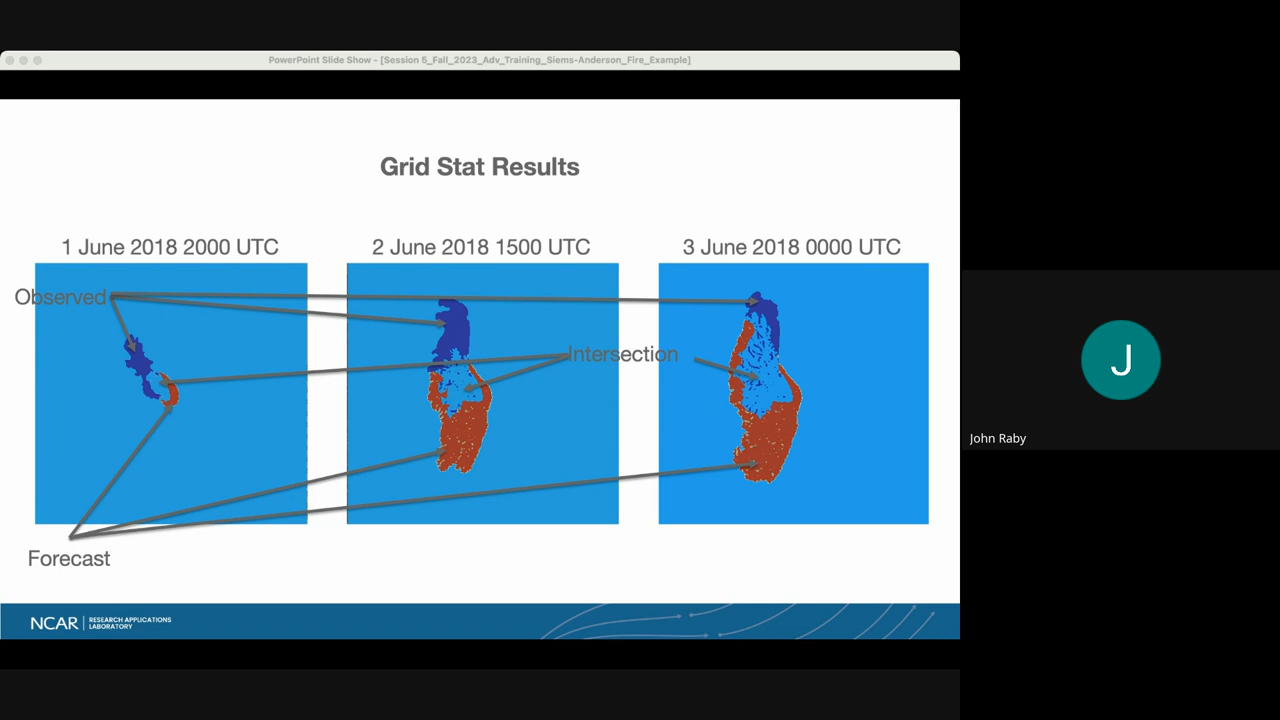 PowerPoint Slide Show - [Session 5_Fall_2023_Adv_Training_Siems-Anderson_Fire_Example]
Grid Stat Results
1 June 2018 2000 UTC
2 June 2018 1500 UTC
3 June 2018 0000 UTC
Observed
Intersection
Forecast
NCAR
RESEARCH APPLICATIONS
LABORATORY
J
John Raby